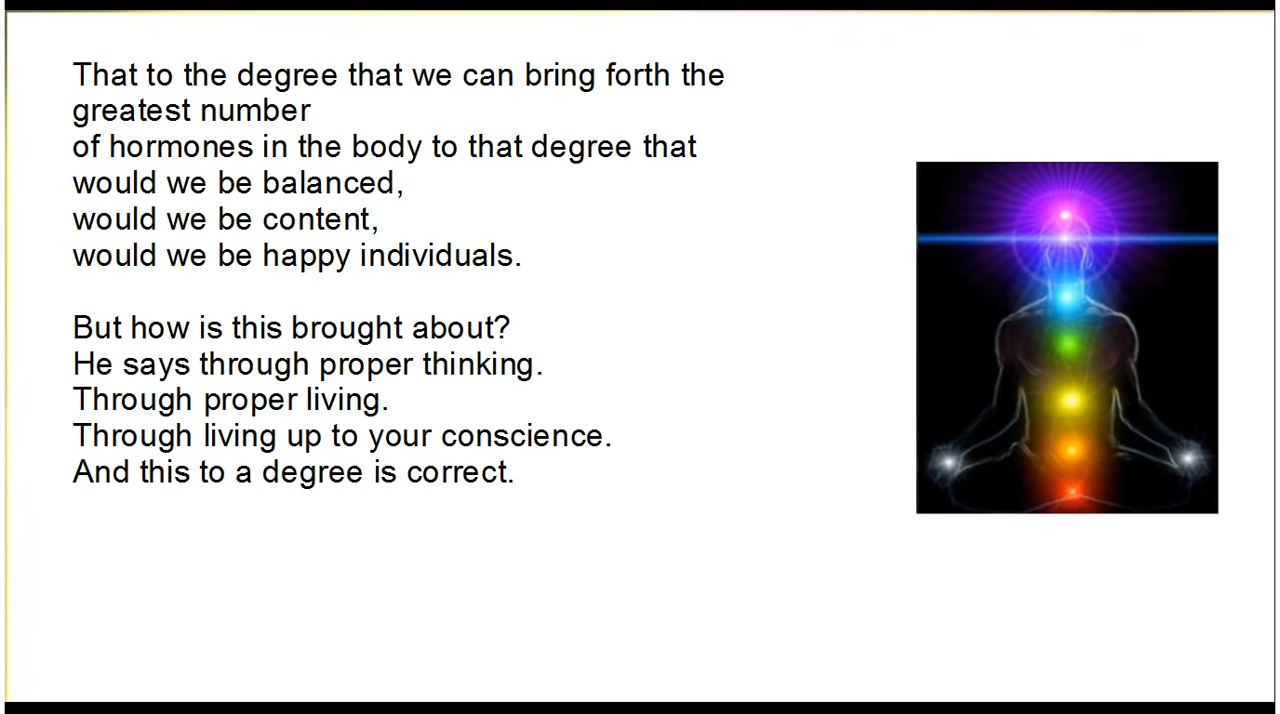 That to the degree that we can bring forth the
greatest number
of hormones in the body to that degree that
would we be balanced,
would we be content,
would we be happy individuals.
But how is this brought about?
He says through proper thinking.
Through proper living.
Through living up to your conscience.
And this to a degree is correct.